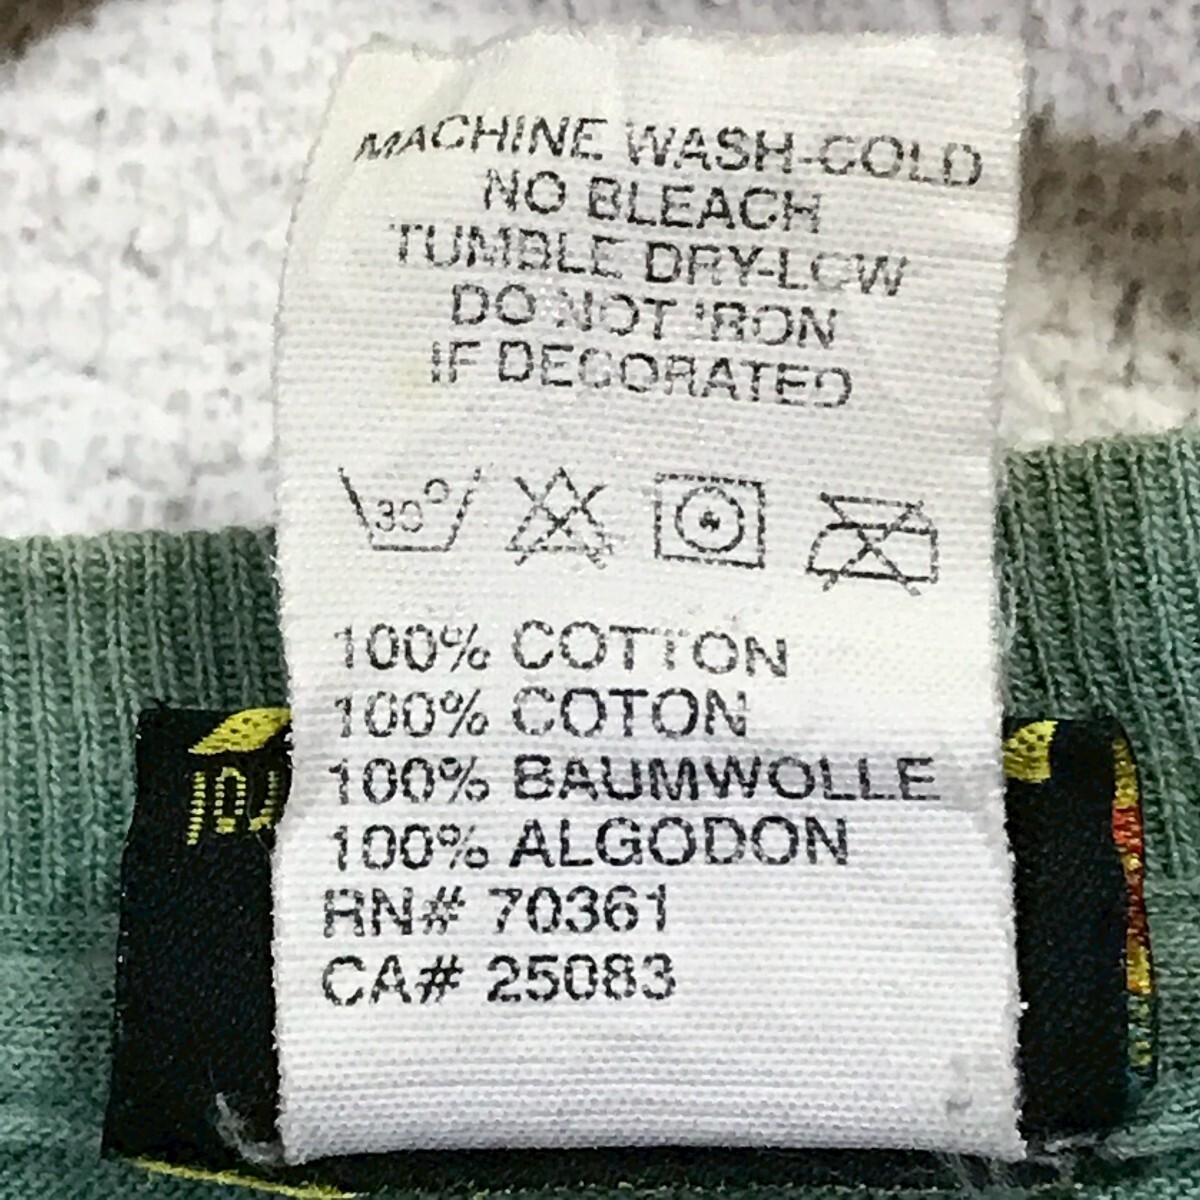 MACHINE WASH-COLD
NO BLEACH
TUMBLE DRY-LOW
DO NOT IRON
IF DECORATED
30°
100% COTTON
100% COTON
100% BAUMWOLLE
100% ALGODON
RN# 70361
CA# 25083